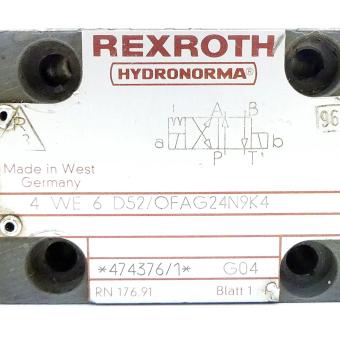 REXROTH
HYDRONORMA®
A B
a b
P T
96
Made in West
Germany
4 WE 6 D52/OFAG24N9K4
*474376/1* G04
RN 176.91 Blatt 1